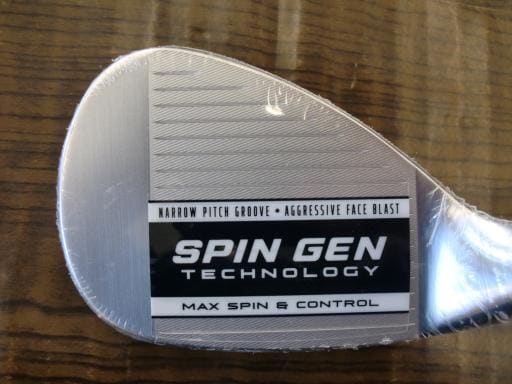 NARROW PITCH GROOVE • AGGRESSIVE FACE BLAST
SPIN GEN
TECHNOLOGY
MAX SPIN & CONTROL